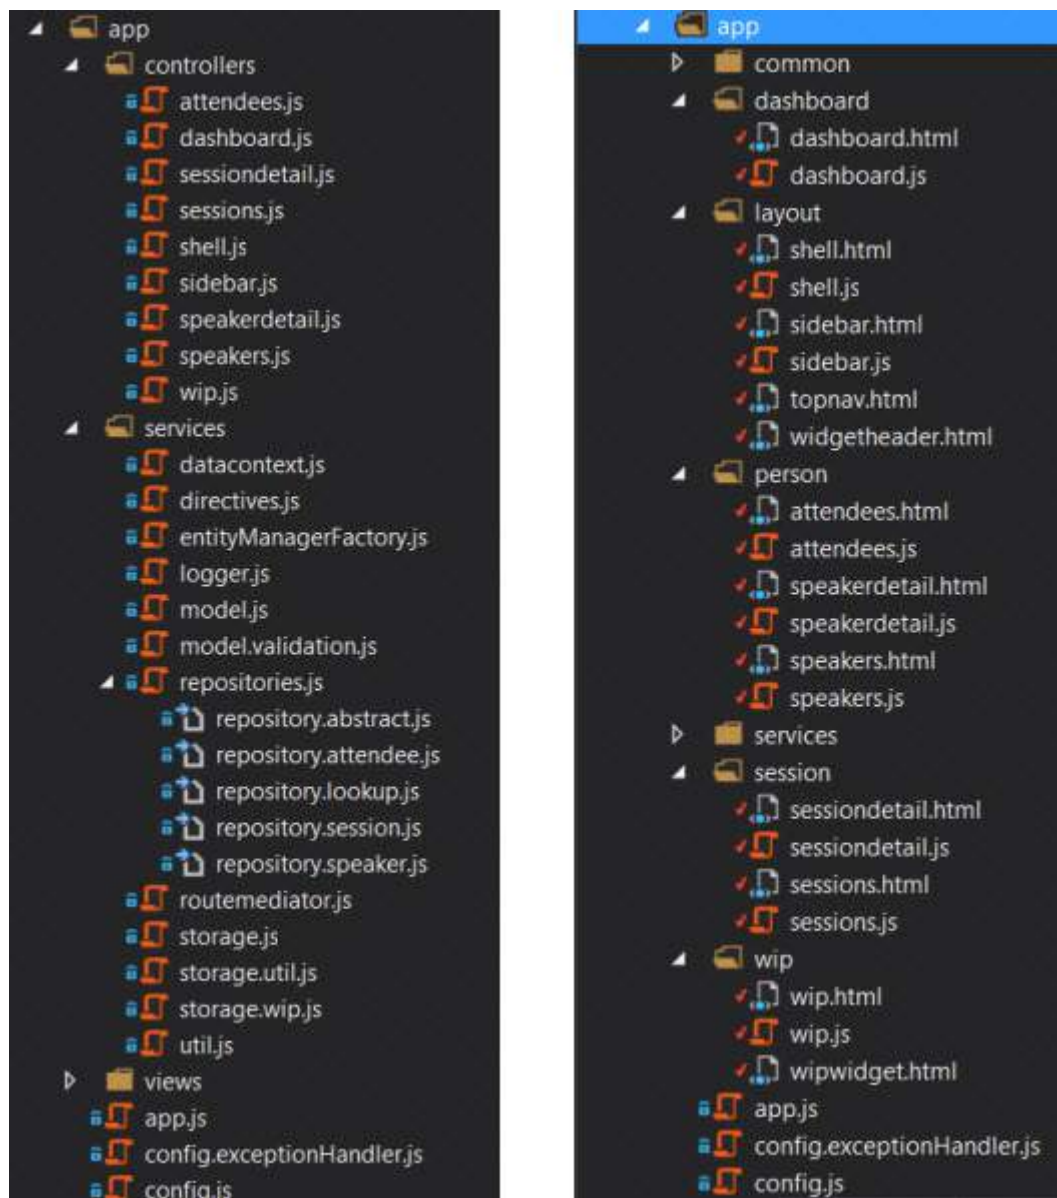 app
controllers
attendees.js
dashboard.js
sessiondetail.js
sessions.js
shell.js
sidebar.js
speakerdetail.js
speakers.js
wip.js
services
datacontext.js
directives.js
entityManagerFactory.js
logger.js
model.js
model.validation.js
repositories.js
repository.abstract.js
repository.attendee.js
repository.lookup.js
repository.session.js
repository.speaker.js
routemediator.js
storage.js
storage.util.js
storage.wip.js
util.js
views
app.js
config.exceptionHandler.js
config.js
app
common
dashboard
dashboard.html
dashboard.js
layout
shell.html
shell.js
sidebar.html
sidebar.js
topnav.html
widgetheader.html
person
attendees.html
attendees.js
speakerdetail.html
speakerdetail.js
speakers.html
speakers.js
services
session
sessiondetail.html
sessiondetail.js
sessions.html
sessions.js
wip
wip.html
wip.js
wipwidget.html
app.js
config.exceptionHandler.js
config.js